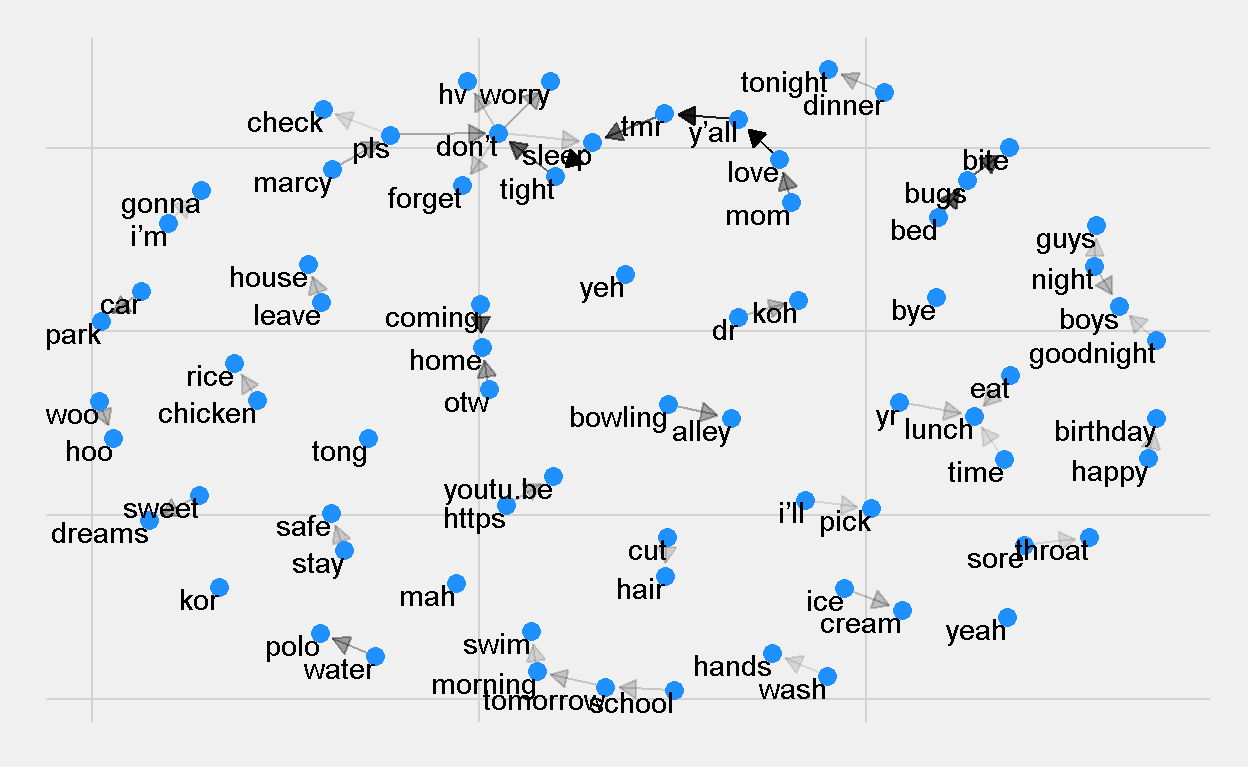 tonight
dinner
hv worry
check
tmr
y’all
don’t
pls
sleep
bite
love
marcy
tight
forget
bugs
gonna
mom
bed
i’m
guys
house
night
yeh
car
leave
coming
koh
bye
boys
park
dr
goodnight
home
rice
eat
otw
woo
chicken
bowling
yr
alley
lunch
birthday
hoo
tong
time
happy
youtu.be
sweet
https
i’ll
pick
dreams
safe
cut
throat
stay
sore
hair
kor
mah
ice
cream
yeah
polo
swim
water
hands
morning
wash
tomorrow
school